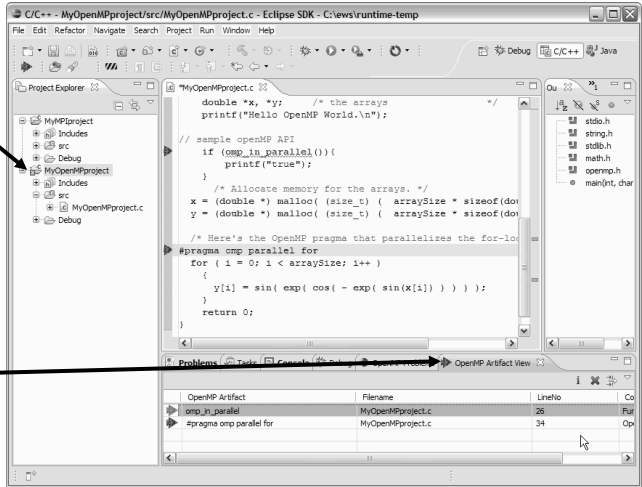 C/C++ - MyOpenMPproject/src/MyOpenMPproject.c - Eclipse SDK - C:\ews\runtime-temp
File Edit Refactor Navigate Search Project Run Window Help
Debug C/C++ Java
Project Explorer
MyMPIproject
Includes
src
Debug
MyOpenMPproject
Includes
src
MyOpenMPproject.c
Debug
*MyOpenMPproject.c
double *x, *y; /* the arrays */
printf("Hello OpenMP World.\n");
// sample openMP API
if (omp_in_parallel()){
printf("true");
}
/* Allocate memory for the arrays. */
x = (double *) malloc( (size_t) ( arraySize * sizeof(dou
y = (double *) malloc( (size_t) ( arraySize * sizeof(dou
/* Here's the OpenMP pragma that parallelizes the for-loo
#pragma omp parallel for
for ( i = 0; i < arraySize; i++ )
{
y[i] = sin( exp( cos( - exp( sin(x[i]) ) ) ) );
}
return 0;
}
Ou
stdio.h
string.h
stdlib.h
math.h
openmp.h
main(int, char
Problems Tasks Console Debug OpenMP Artifact View
OpenMP Artifact Filename LineNo Co
omp_in_parallel MyOpenMPproject.c 26 Fur
#pragma omp parallel for MyOpenMPproject.c 34 Ope